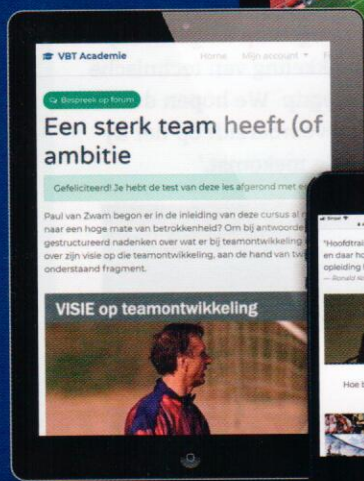 VBT Academie
Home Mijn account
Bespreek op forum
Een sterk team heeft (of
ambitie
Gefeliciteerd! Je hebt de test van deze les afgerond met
Paul van Zwam begon er in de inleiding van deze cursus al
naar een hoge mate van betrokkenheid? Om bij
gestructureerd nadenken over wat er bij teamontwikkeling
over zijn visie op die teamontwikkeling, aan de hand van
onderstaand fragment.
VISIE op teamontwikkeling
"Hoofdtrai
en daar ho
opleiding
Hoe b